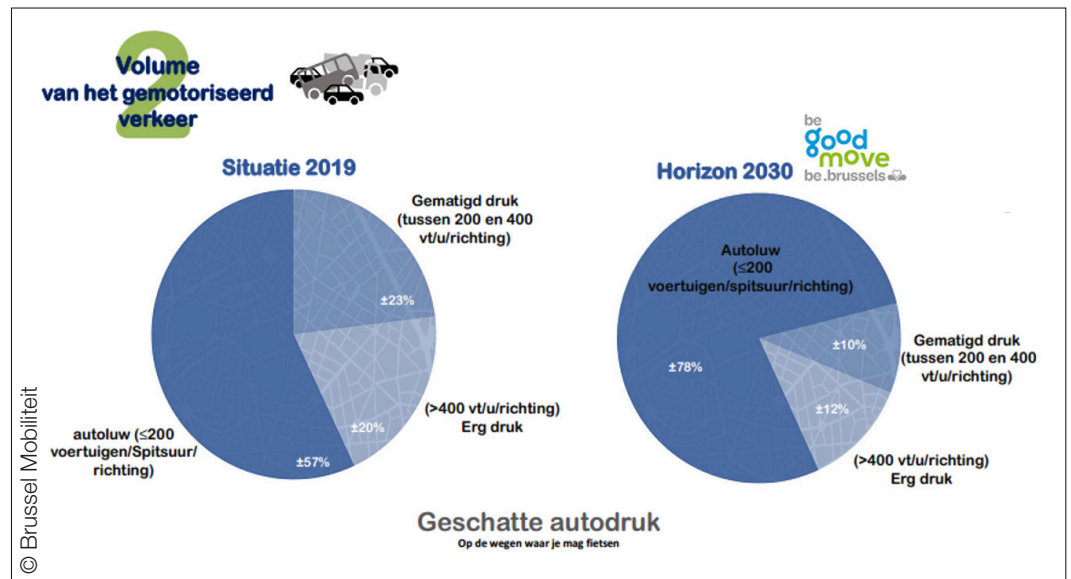 2
Volume
van het gemotoriseerd
verkeer
be
good
move
be.brussels
Situatie 2019
Horizon 2030
Gematigd druk
(tussen 200 en 400
vt/u/richting)
±23%
(>400 vt/u/richting)
Erg druk
±20%
±57%
autoluw (≤200
voertuigen/Spitsuur/
richting)
Autoluw
(≤200
voertuigen/spitsuur/richting)
±78%
±10%
Gematigd druk
(tussen 200 en 400
vt/u/richting)
±12%
(>400 vt/u/richting)
Erg druk
Geschatte autodruk
Op de wegen waar je mag fietsen
© Brussel Mobiliteit